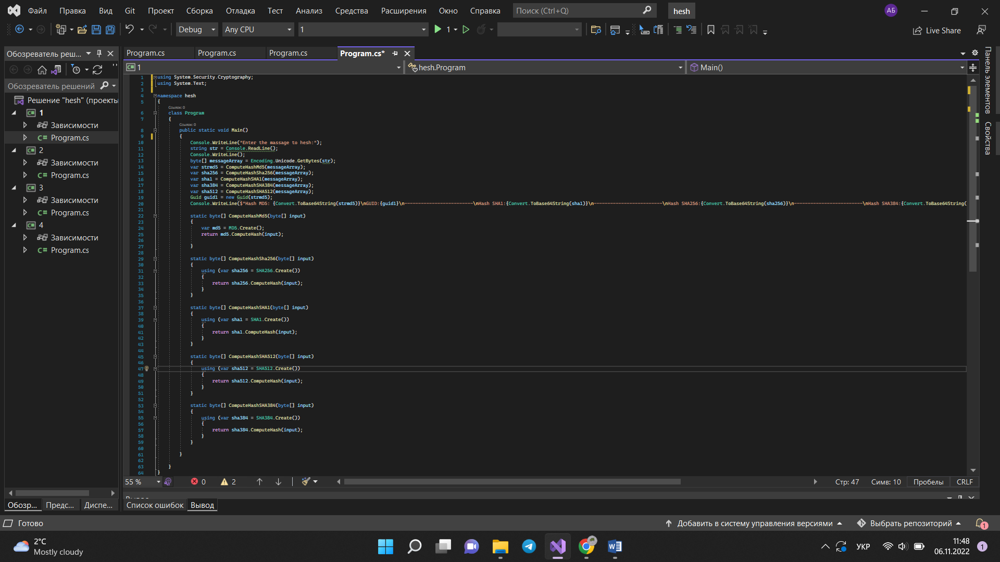 Файл Правка Вид Git Проект Сборка Отладка Тест Анализ Средства Расширения Окно Справка Поиск (Ctrl+Q) hesh АБ
Debug Any CPU 1 1 Live Share
Обозреватель реш... Program.cs Program.cs Program.cs Program.cs*
1 hesh.Program Main()
Обозреватель решений
Решение "hesh" (проекты
1
Зависимости
Program.cs
2
Зависимости
Program.cs
3
Зависимости
Program.cs
4
Зависимости
Program.cs
1 using System.Security.Cryptography;
2 using System.Text;
3
4 namespace hesh
5 {
Ссылок: 0
6 class Program
7 {
Ссылок: 0
8 public static void Main()
9 {
10 Console.WriteLine("Enter the massage to hesh:");
11 string str = Console.ReadLine();
12 Console.WriteLine();
13 byte[] messageArray = Encoding.Unicode.GetBytes(str);
14 var strmd5 = ComputeHashMd5(messageArray);
15 var sha256 = ComputeHashSha256(messageArray);
16 var sha1 = ComputeHashSHA1(messageArray);
17 var sha384 = ComputeHashSHA384(messageArray);
18 var sha512 = ComputeHashSHA512(messageArray);
19 Guid guid1 = new Guid(strmd5);
20 Console.WriteLine($"Hash MD5: {Convert.ToBase64String(strmd5)}\nGUID:{guid1}\n-------------------------\nHash SHA1:{Convert.ToBase64String(sha1)}\n-------------------------\nHash SHA256:{Convert.ToBase64String(sha256)}\n-------------------------\nHash SHA384:{Convert.ToBase64String(
21
22 static byte[] ComputeHashMd5(byte[] input)
23 {
24 var md5 = MD5.Create();
25 return md5.ComputeHash(input);
26
27 }
28
29 static byte[] ComputeHashSha256(byte[] input)
30 {
31 using (var sha256 = SHA256.Create())
32 {
33 return sha256.ComputeHash(input);
34 }
35 }
36
37 static byte[] ComputeHashSHA1(byte[] input)
38 {
39 using (var sha1 = SHA1.Create())
40 {
41 return sha1.ComputeHash(input);
42 }
43 }
44
45 static byte[] ComputeHashSHA512(byte[] input)
46 {
47 using (var sha512 = SHA512.Create())
48 {
49 return sha512.ComputeHash(input);
50 }
51 }
52
53 static byte[] ComputeHashSHA384(byte[] input)
54 {
55 using (var sha384 = SHA384.Create())
56 {
57 return sha384.ComputeHash(input);
58 }
59 }
60
61 }
62
63 }
64 }
Панель элементов
Свойства
55 % 0 2 Стр: 47 Симв: 10 Пробелы CRLF
Обозр... Предс... Диспе... Список ошибок Вывод
Готово Добавить в систему управления версиями Выбрать репозиторий 1
2°C
Mostly cloudy
УКР
11:48
06.11.2022
1